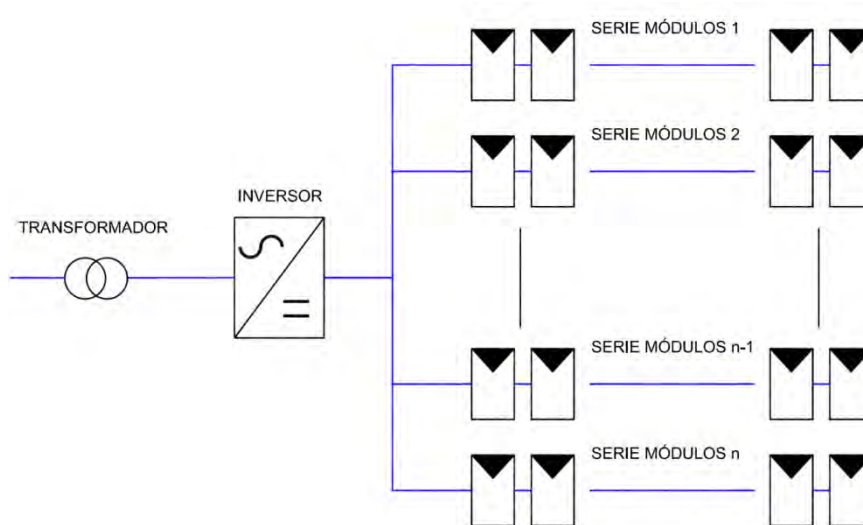 SERIE MÓDULOS 1
SERIE MÓDULOS 2
INVERSOR
TRANSFORMADOR
SERIE MÓDULOS n-1
SERIE MÓDULOS n